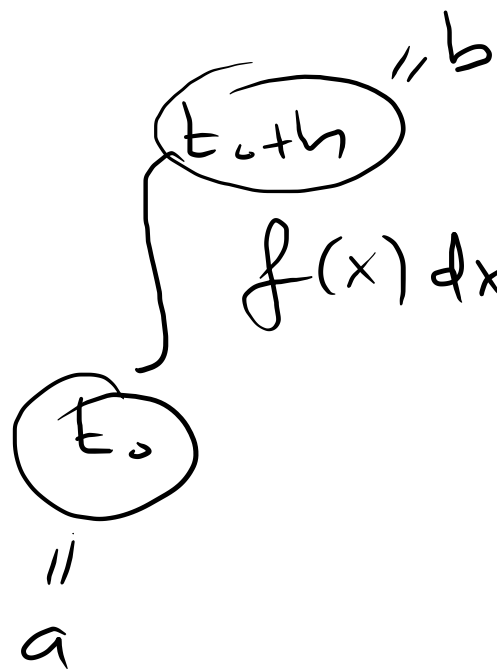 = b
t₀+h
∫ f(x) dx
t₀
=
a